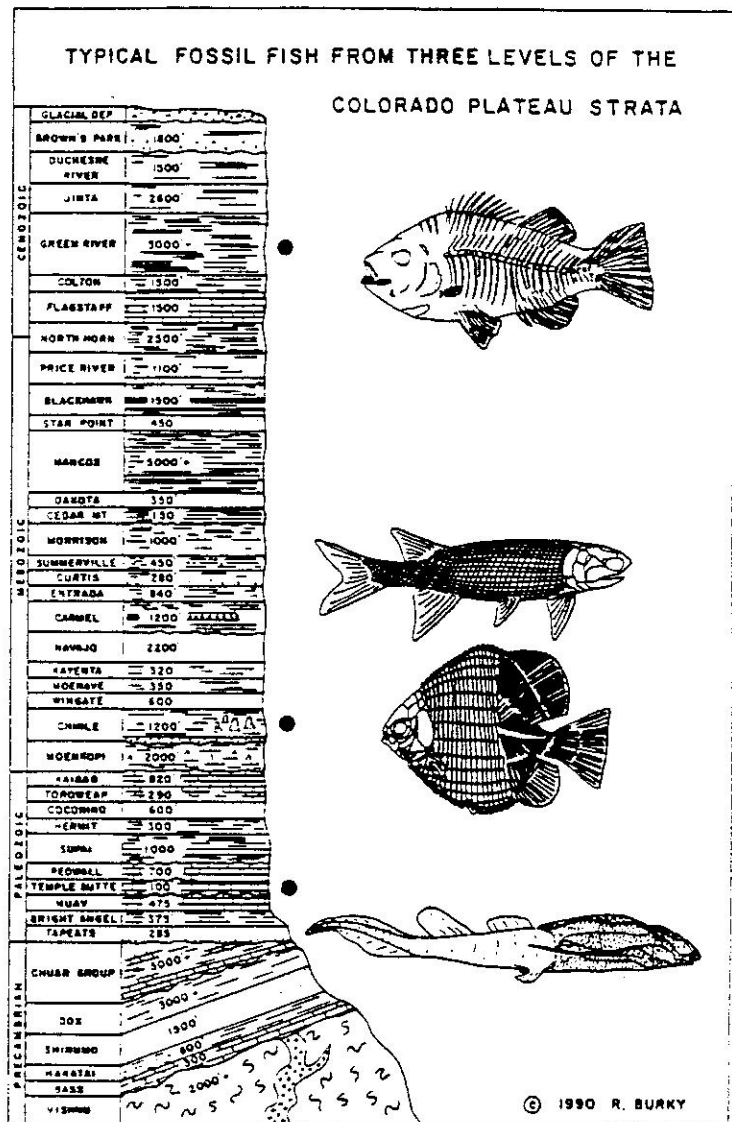 TYPICAL FOSSIL FISH FROM THREE LEVELS OF THE
COLORADO PLATEAU STRATA
CENOZOIC
GLACIAL DEP
BROWN'S PARK 1800'
DUCHESNE RIVER 1500'
UINTA 2600'
GREEN RIVER 3000'
COLTON 1500'
FLAGSTAFF 1500
NORTH HORN 2500'
MESOZOIC
PRICE RIVER 1100'
BLACKHAWK 1500'
STAR POINT 450
MANCOS 5000'+
DAKOTA 350
CEDAR MT 150
MORRISON 1000
SUMMERVILLE 450
CURTIS 280
ENTRADA 840
CARMEL 1200
NAVAJO 2200
KAYENTA 320
MOENAVE 350
WINGATE 600
CHINLE 1200'
MOENKOPI 2000'
PALEOZOIC
KAIBAB 820
TOROWEAP 290
COCONINO 600
HERMIT 300
SUPAI 1000
REDWALL 700
TEMPLE BUTTE 100
MUAV 475
BRIGHT ANGEL 375
TAPEATS 285
PRECAMBRIAN
CHUAR GROUP 5000'+
3000'
DOX
1500'
SHINUMO
600'
HAKATAI
300'
BASS
2000'+
VISHNU
© 1990 R. BURKY